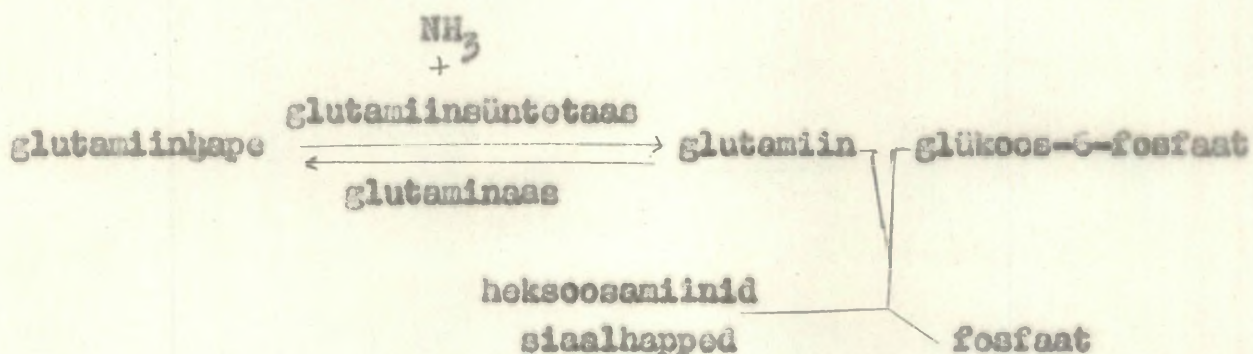 NH3
+
glutamiinsüntetaas
glutamiinhape glutamiin glükoos-6-fosfaat
glutaminaas
heksoosamiinid
siaalhapped fosfaat